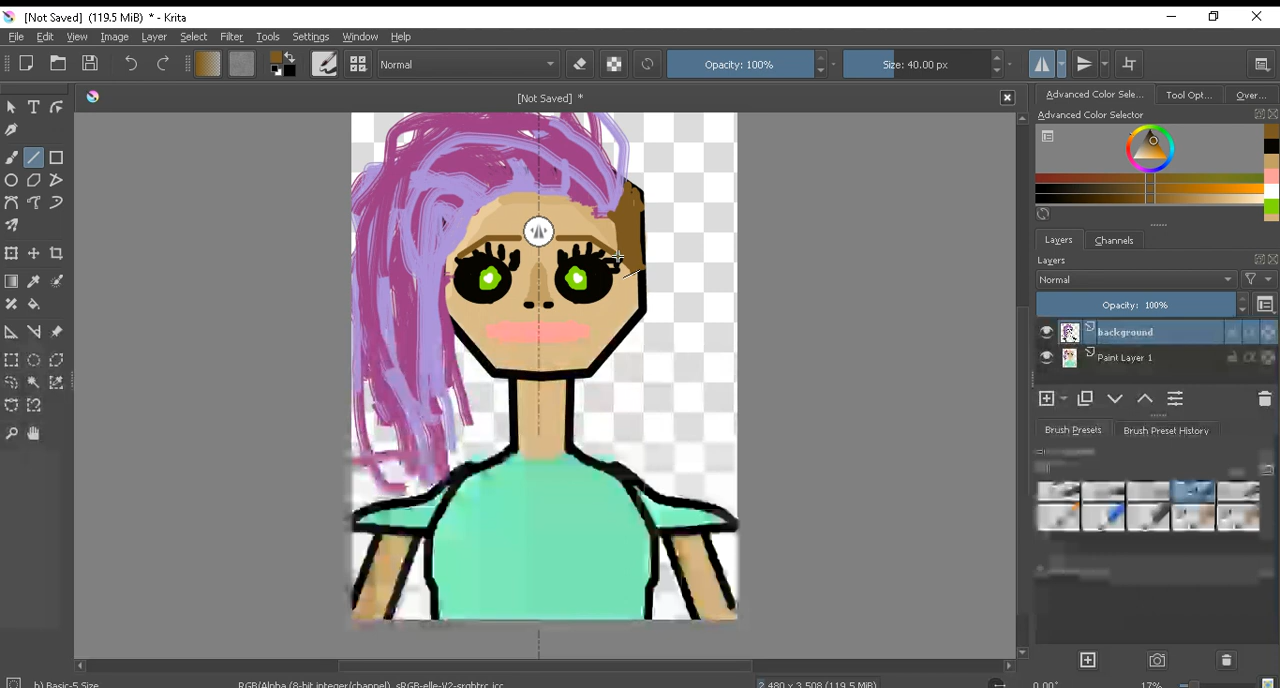 [Not Saved] (119.5 MiB) * - Krita
File Edit View Image Layer Select Filter Tools Settings Window Help
Normal Opacity: 100% Size: 40.00 px
[Not Saved] *
Advanced Color Sele... Tool Opt... Over...
Advanced Color Selector
Layers Channels
Layers
Normal
Opacity: 100%
background
Paint Layer 1
Brush Presets Brush Preset History
b) Basic-5 Size RGB/Alpha (8-bit integer/channel) sRGB-elle-V2-srgbtrc.icc 2,480 x 3,508 (119.5 MiB) 0.00° 17%